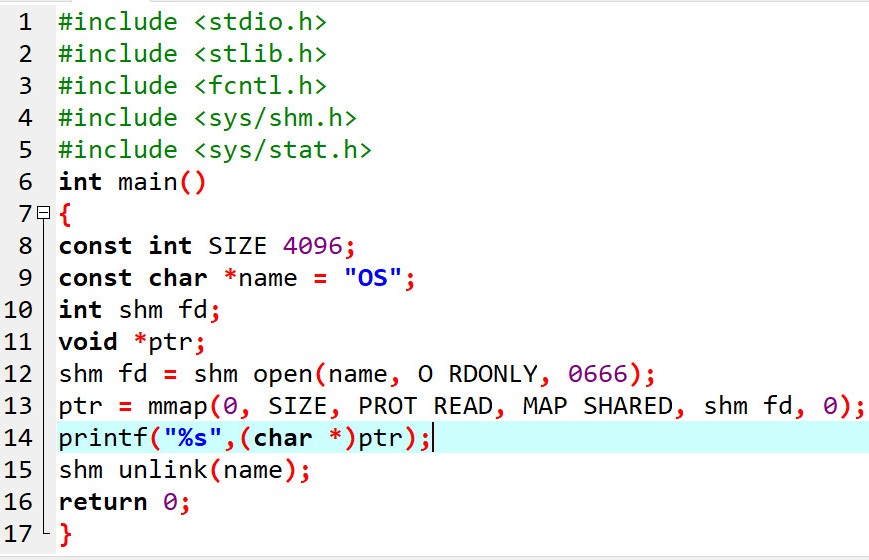 1 #include <stdio.h>
2 #include <stlib.h>
3 #include <fcntl.h>
4 #include <sys/shm.h>
5 #include <sys/stat.h>
6 int main()
7 {
8 const int SIZE 4096;
9 const char *name = "OS";
10 int shm fd;
11 void *ptr;
12 shm fd = shm open(name, O RDONLY, 0666);
13 ptr = mmap(0, SIZE, PROT READ, MAP SHARED, shm fd, 0);
14 printf("%s",(char *)ptr);
15 shm unlink(name);
16 return 0;
17 }